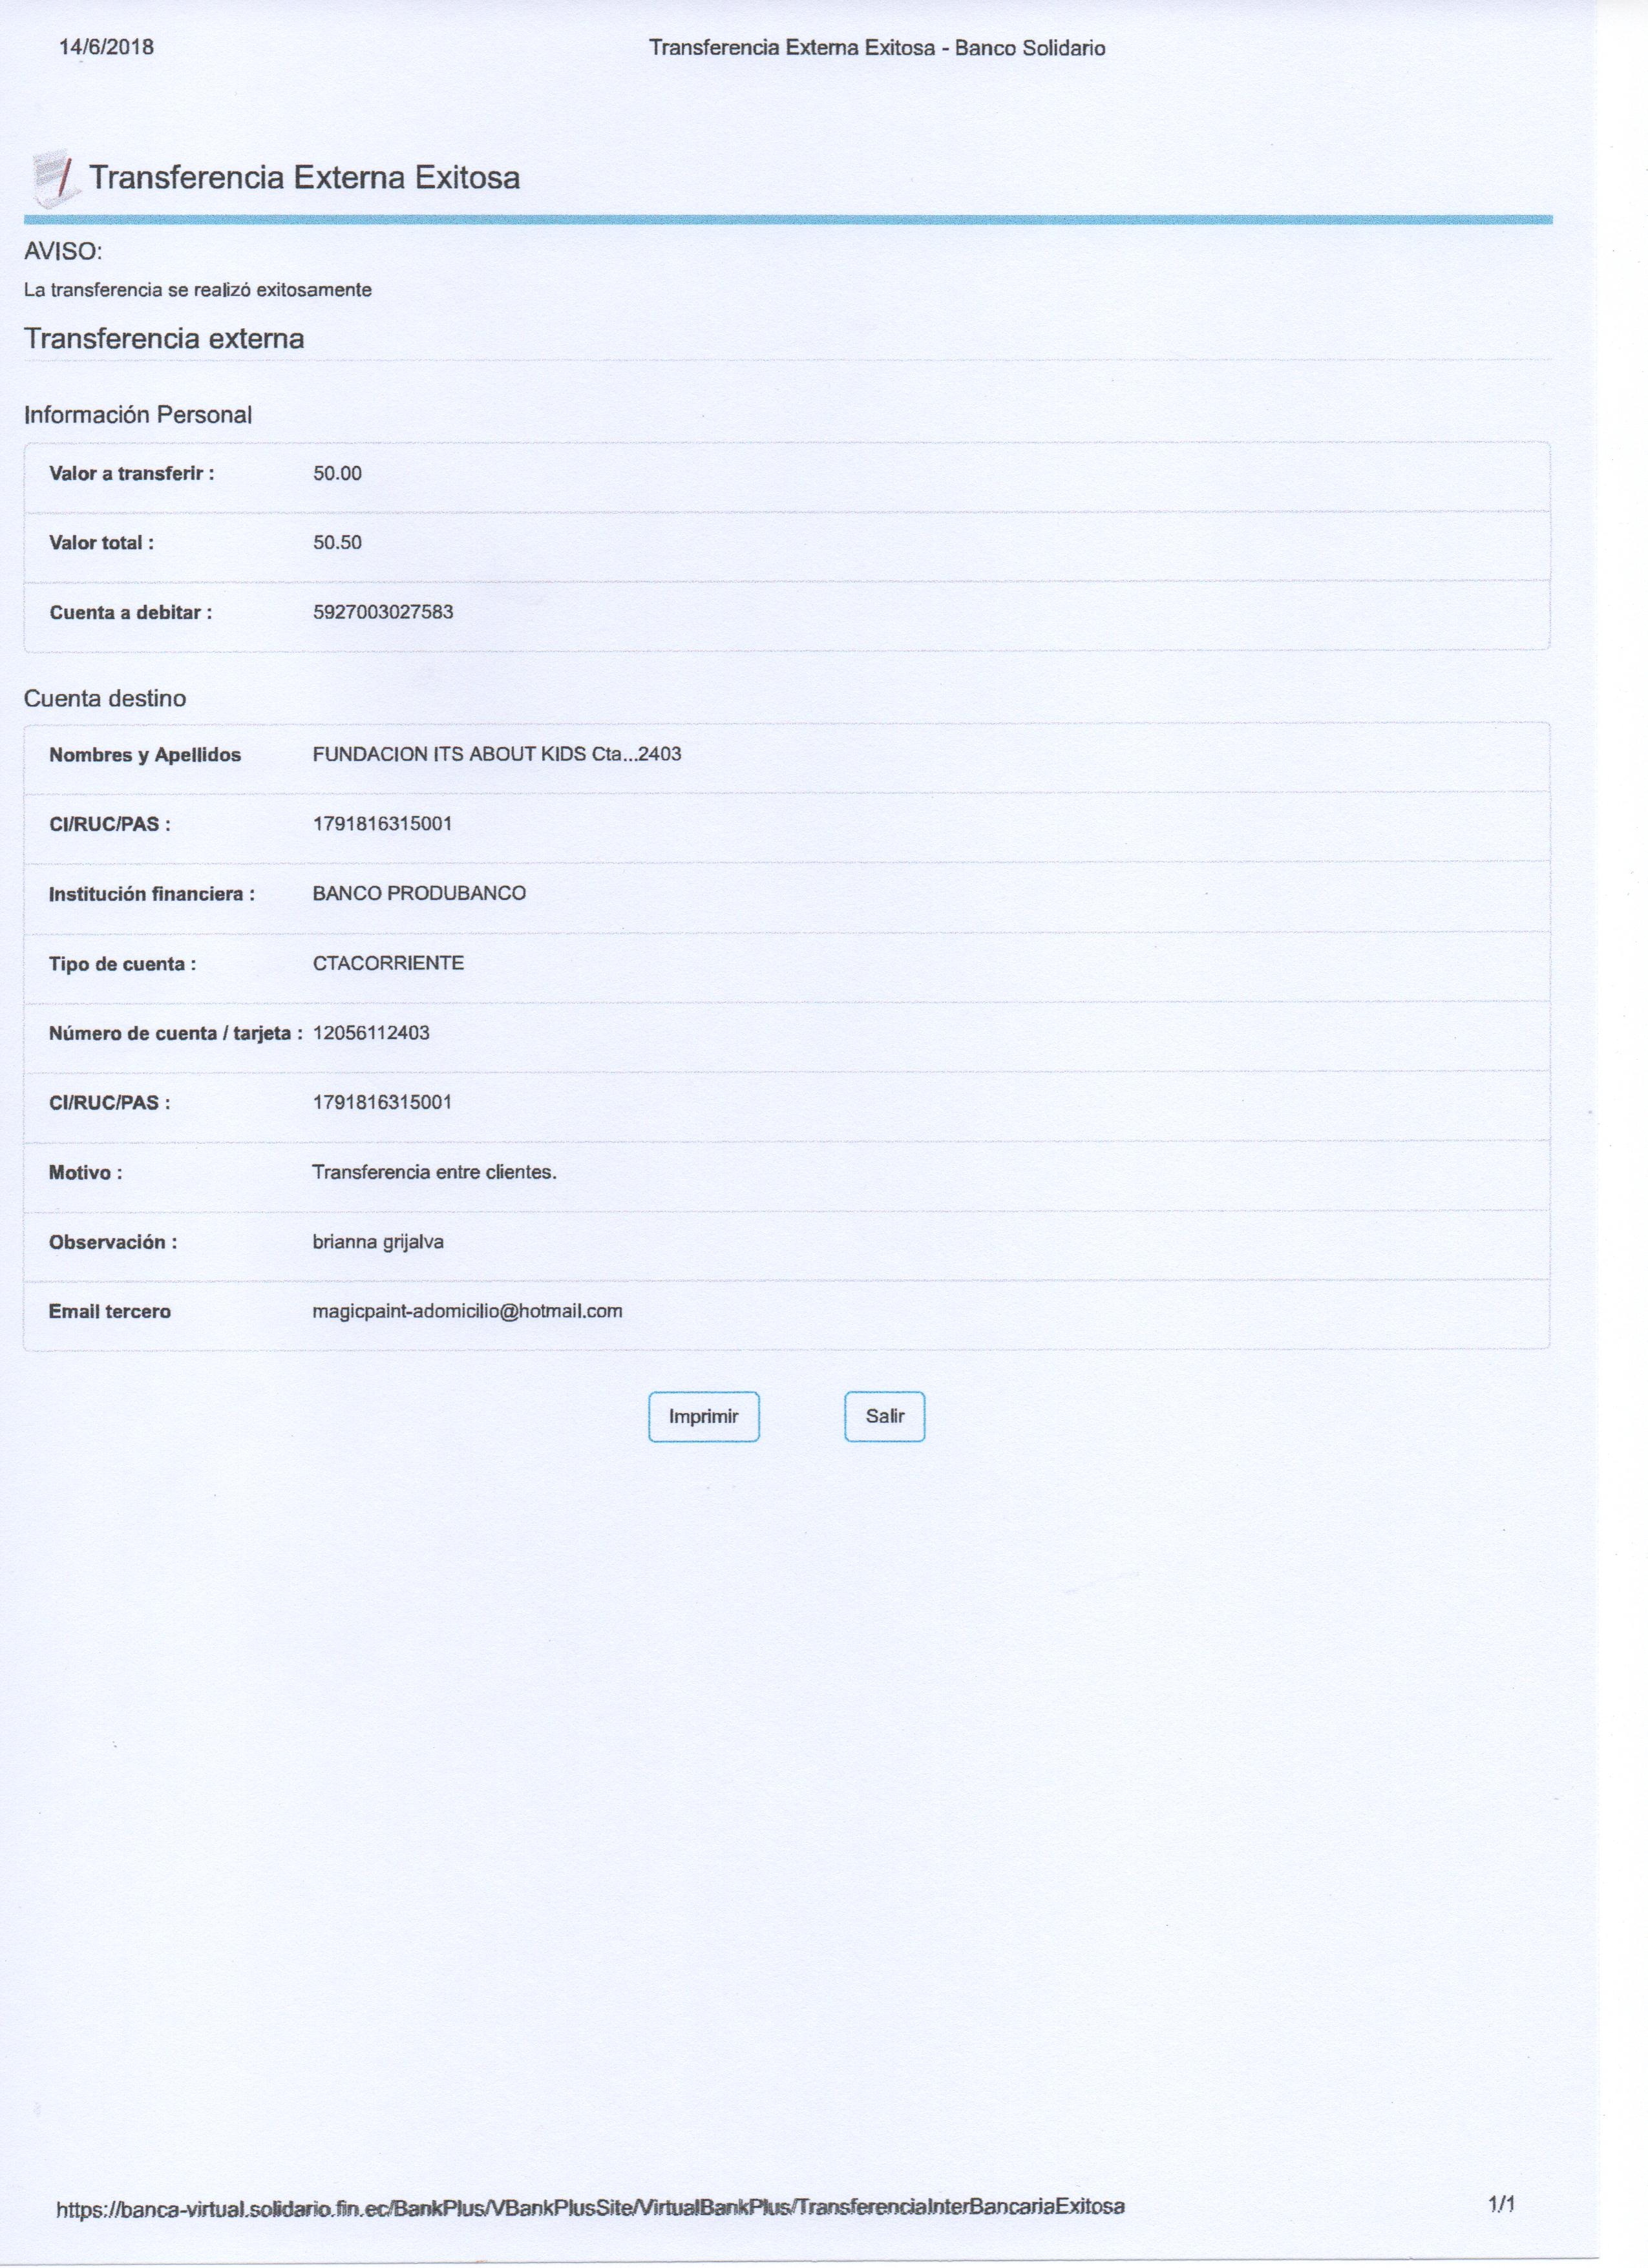 14/6/2018 Transferencia Externa Exitosa - Banco Solidario
Transferencia Externa Exitosa
AVISO:
La transferencia se realizó exitosamente
Transferencia externa
Información Personal
Valor a transferir : 50.00
Valor total : 50.50
Cuenta a debitar : 5927003027583
Cuenta destino
Nombres y Apellidos FUNDACION ITS ABOUT KIDS Cta...2403
CI/RUC/PAS : 1791816315001
Institución financiera : BANCO PRODUBANCO
Tipo de cuenta : CTACORRIENTE
Número de cuenta / tarjeta : 12056112403
CI/RUC/PAS : 1791816315001
Motivo : Transferencia entre clientes.
Observación : brianna grijalva
Email tercero magicpaint-adomicilio@hotmail.com
Imprimir Salir
https://banca-virtual.solidario.fin.ec/BankPlus/VBankPlusSite/VirtualBankPlus/TransferenciaInterBancariaExitosa 1/1